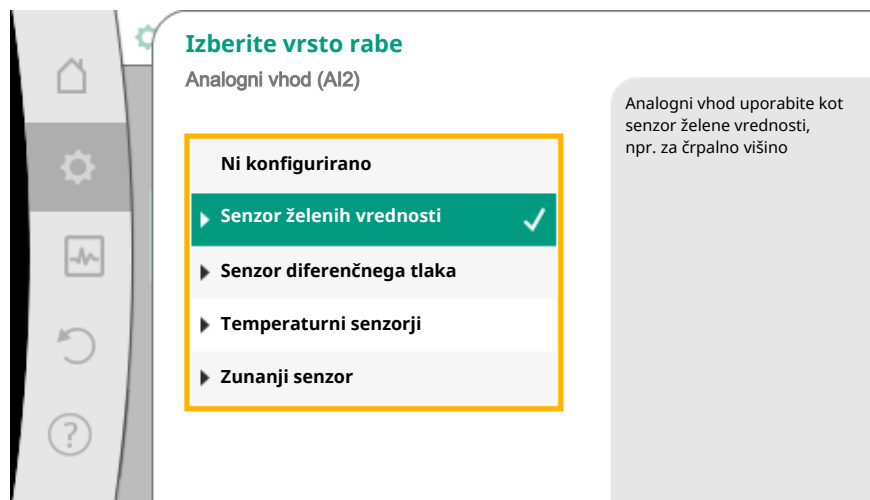 Izberite vrsto rabe
Analogni vhod (AI2)
Ni konfigurirano
Senzor želenih vrednosti
Senzor diferenčnega tlaka
Temperaturni senzorji
Zunanji senzor
Analogni vhod uporabite kot
senzor želene vrednosti,
npr. za črpalno višino
?